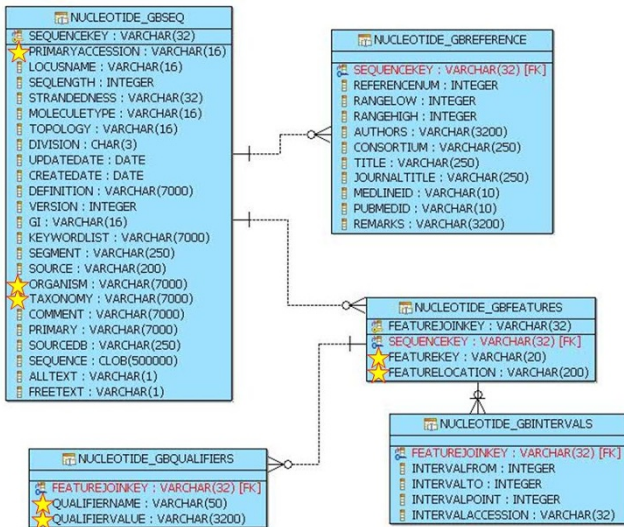 NUCLEOTIDE_GBSEQ
SEQUENCEKEY : VARCHAR(32)
PRIMARYACCESSION : VARCHAR(16)
LOCUSNAME : VARCHAR(16)
SEQLENGTH : INTEGER
STRANDEDNESS : VARCHAR(32)
MOLECULETYPE : VARCHAR(16)
TOPOLOGY : VARCHAR(16)
DIVISION : CHAR(3)
UPDATEDATE : DATE
CREATEDATE : DATE
DEFINITION : VARCHAR(7000)
VERSION : INTEGER
GI : VARCHAR(16)
KEYWORDLIST : VARCHAR(7000)
SEGMENT : VARCHAR(250)
SOURCE : VARCHAR(200)
ORGANISM : VARCHAR(7000)
TAXONOMY : VARCHAR(7000)
COMMENT : VARCHAR(7000)
PRIMARY : VARCHAR(7000)
SOURCEDB : VARCHAR(250)
SEQUENCE : CLOB(500000)
ALLTEXT : VARCHAR(1)
FREETEXT : VARCHAR(1)
NUCLEOTIDE_GBREFERENCE
SEQUENCEKEY : VARCHAR(32) [FK]
REFERENCENUM : INTEGER
RANGELOW : INTEGER
RANGEHIGH : INTEGER
AUTHORS : VARCHAR(3200)
CONSORTIUM : VARCHAR(250)
TITLE : VARCHAR(250)
JOURNALTITLE : VARCHAR(250)
MEDLINEID : VARCHAR(10)
PUBMEDID : VARCHAR(10)
REMARKS : VARCHAR(3200)
NUCLEOTIDE_GBFEATURES
FEATUREJOINKEY : VARCHAR(32)
SEQUENCEKEY : VARCHAR(32) [FK]
FEATUREKEY : VARCHAR(20)
FEATURELOCATION : VARCHAR(200)
NUCLEOTIDE_GBINTERVALS
FEATUREJOINKEY : VARCHAR(32) [FK]
INTERVALFROM : INTEGER
INTERVALTO : INTEGER
INTERVALPOINT : INTEGER
INTERVALACCESSION : VARCHAR(32)
NUCLEOTIDE_GBQUALIFIERS
FEATUREJOINKEY : VARCHAR(32) [FK]
QUALIFIERNAME : VARCHAR(50)
QUALIFIERVALUE : VARCHAR(3200)